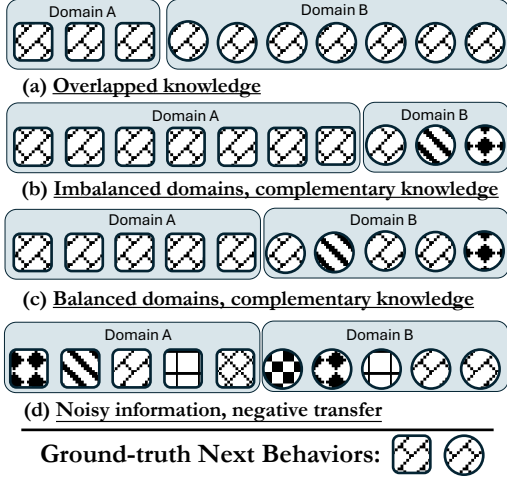 Domain A
Domain B
(a) Overlapped knowledge
Domain A
Domain B
(b) Imbalanced domains, complementary knowledge
Domain A
Domain B
(c) Balanced domains, complementary knowledge
Domain A
Domain B
(d) Noisy information, negative transfer
Ground-truth Next Behaviors: